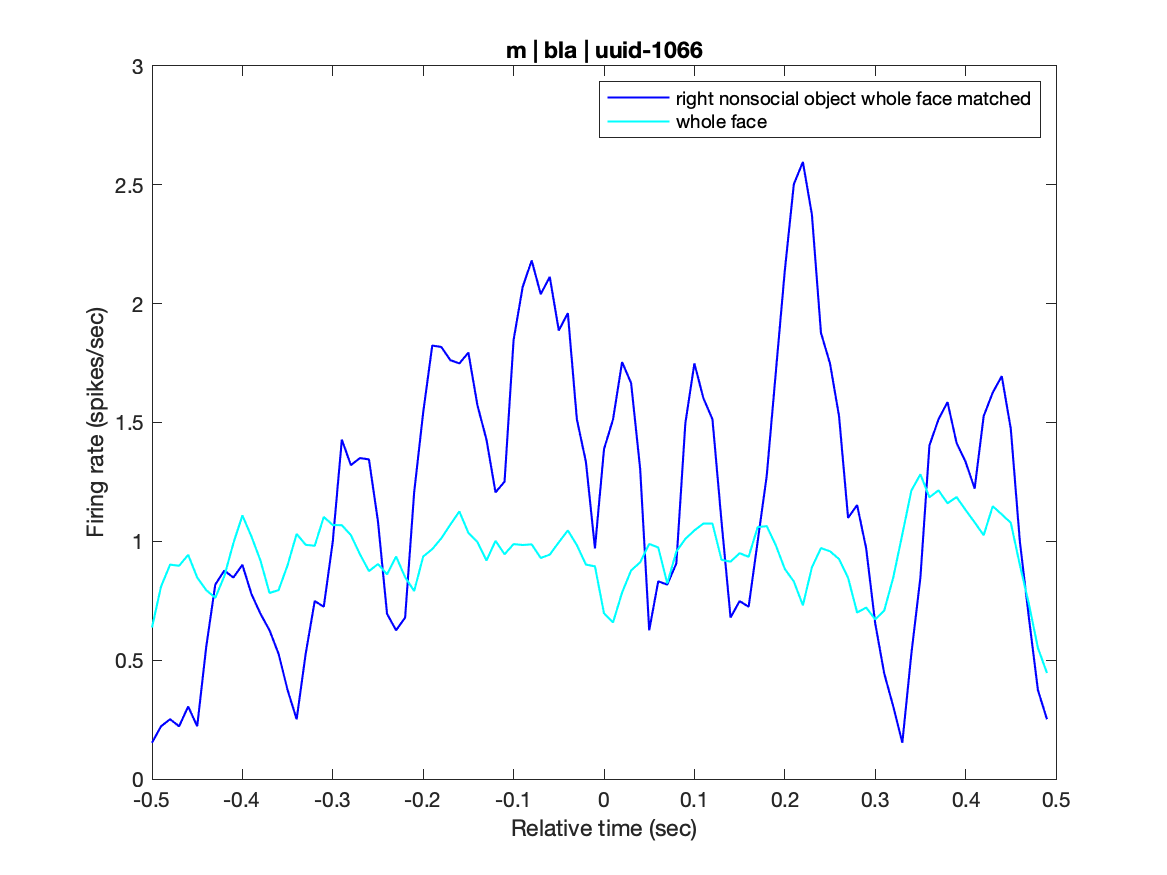 m | bla | uuid-1066
right nonsocial object whole face matched
whole face
3
2.5
2
1.5
1
0.5
0
Firing rate (spikes/sec)
-0.5 -0.4 -0.3 -0.2 -0.1 0 0.1 0.2 0.3 0.4 0.5
Relative time (sec)